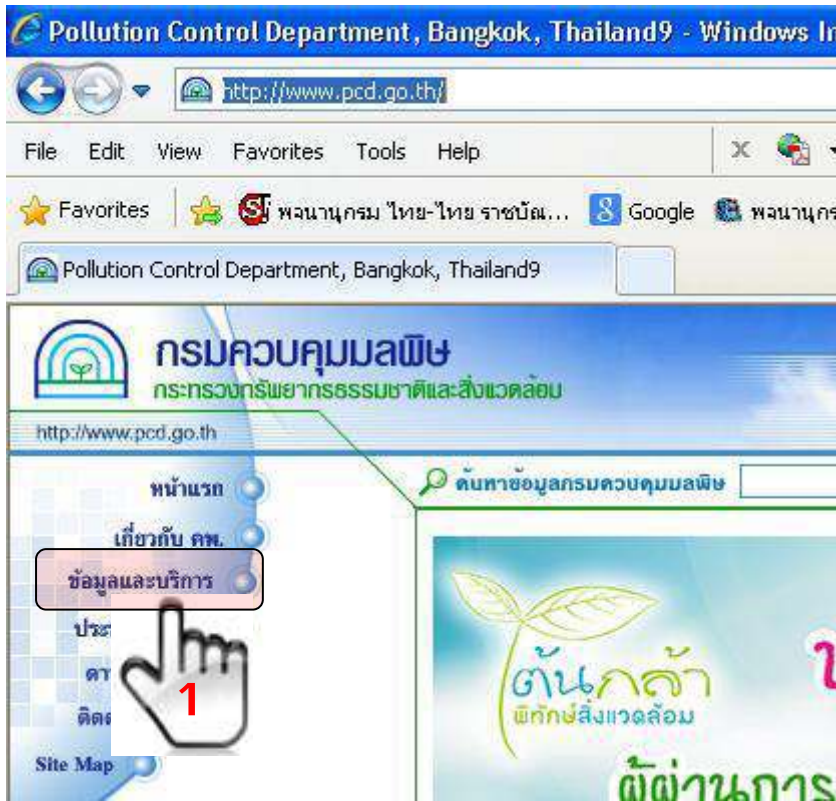 Pollution Control Department, Bangkok, Thailand9 - Windows In
http://www.pcd.go.th/
File Edit View Favorites Tools Help
Favorites พจนานุกรม ไทย-ไทย ราชบัณ... Google พจนานุกร
Pollution Control Department, Bangkok, Thailand9
กรมควบคุมมลพิษ
กระทรวงทรัพยากรธรรมชาติและสิ่งแวดล้อม
http://www.pcd.go.th
หน้าแรก
ค้นหาข้อมูลกรมควบคุมมลพิษ
เกี่ยวกับ คพ.
ข้อมูลและบริการ
1
ต้นกล้า
พิทักษ์สิ่งแวดล้อม
Site Map
ผู้ผ่านการ